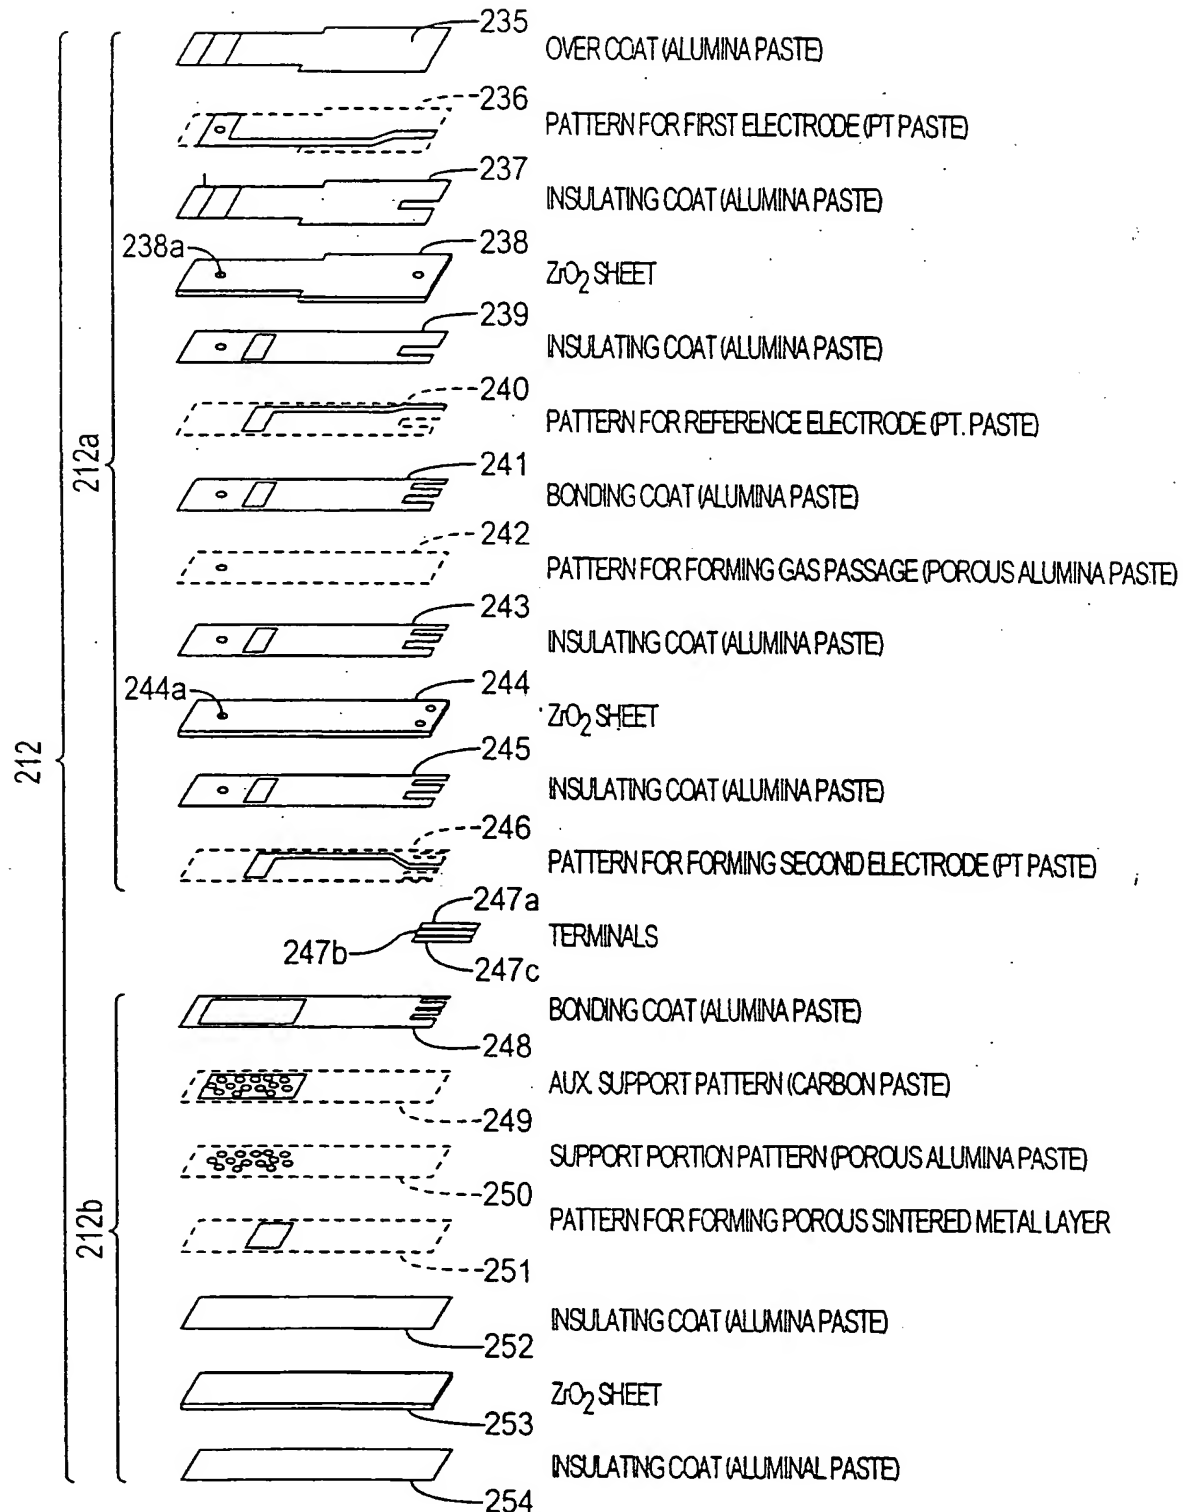 235
OVER COAT (ALUMINA PASTE)
236
PATTERN FOR FIRST ELECTRODE (PT PASTE)
237
INSULATING COAT (ALUMINA PASTE)
238a
238
ZrO2 SHEET
239
INSULATING COAT (ALUMINA PASTE)
240
PATTERN FOR REFERENCE ELECTRODE (PT. PASTE)
212a
241
BONDING COAT (ALUMINA PASTE)
242
PATTERN FOR FORMING GAS PASSAGE (POROUS ALUMINA PASTE)
243
INSULATING COAT (ALUMINA PASTE)
244a
244
ZrO2 SHEET
212
245
INSULATING COAT (ALUMINA PASTE)
246
PATTERN FOR FORMING SECOND ELECTRODE (PT PASTE)
247a
247b
TERMINALS
247c
BONDING COAT (ALUMINA PASTE)
248
AUX. SUPPORT PATTERN (CARBON PASTE)
249
SUPPORT PORTION PATTERN (POROUS ALUMINA PASTE)
250
212b
PATTERN FOR FORMING POROUS SINTERED METAL LAYER
251
INSULATING COAT (ALUMINA PASTE)
252
ZrO2 SHEET
253
INSULATING COAT (ALUMINAL PASTE)
254